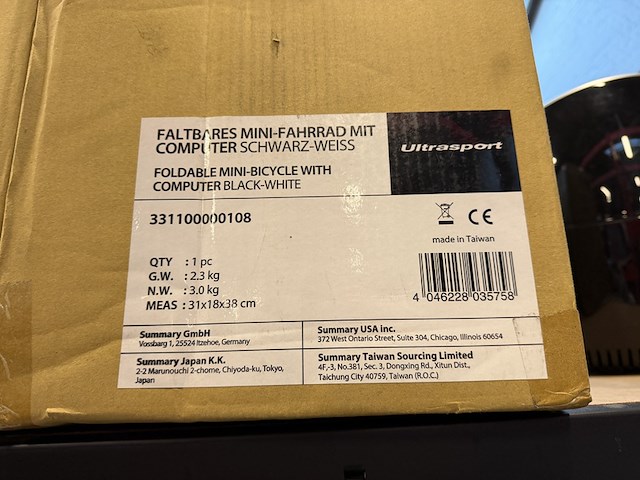 FALTBARES MINI-FAHRRAD MIT
COMPUTER SCHWARZ-WEISS
Ultrasport
FOLDABLE MINI-BICYCLE WITH
COMPUTER BLACK-WHITE
331100000108
CE
made in Taiwan
QTY : 1 pc
G.W. : 2.3 kg
N.W. : 3.0 kg
MEAS : 31x18x38 cm
4 046228 035758
Summary GmbH
Vossbarg 1, 25524 Itzehoe, Germany
Summary USA inc.
372 West Ontario Street, Suite 304, Chicago, Illinois 60654
Summary Japan K.K.
2-2 Marunouchi 2-chome, Chiyoda-ku, Tokyo,
Japan
Summary Taiwan Sourcing Limited
4F,-3, No.381, Sec. 3, Dongxing Rd., Xitun Dist.,
Taichung City 40759, Taiwan (R.O.C.)